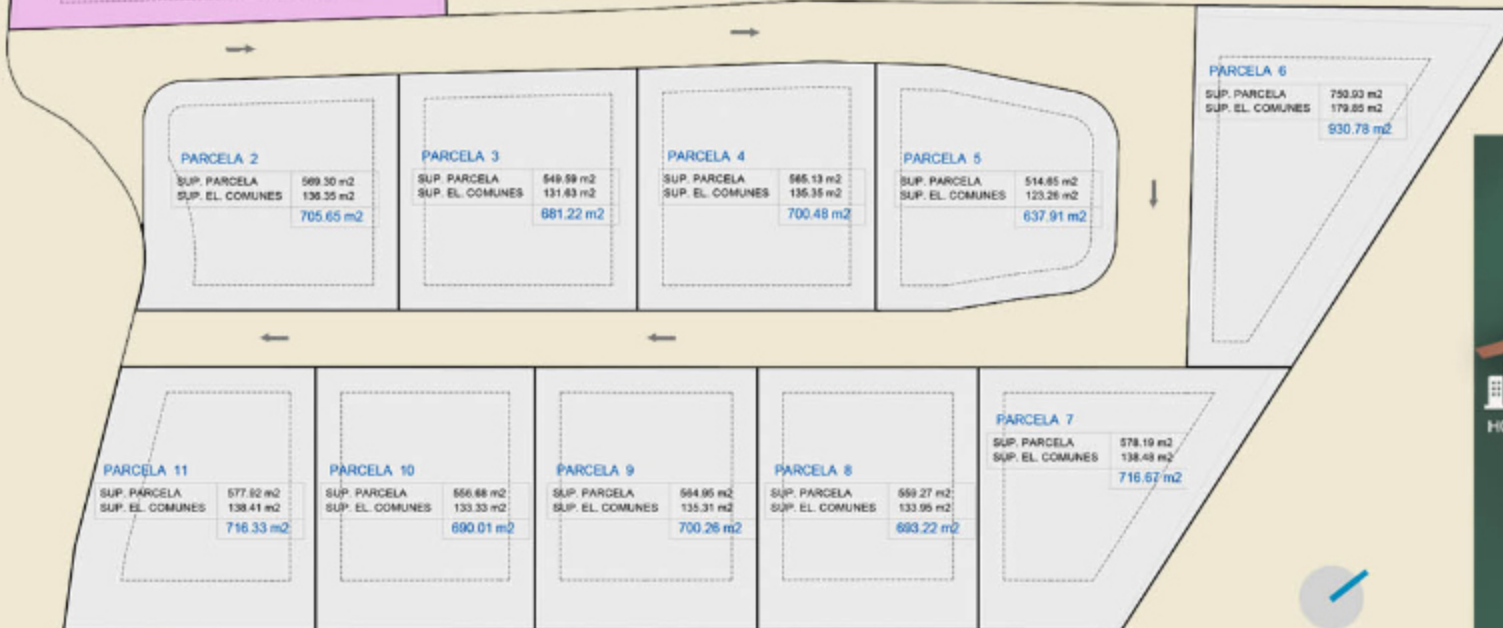 PARCELA 6
SUP. PARCELA 750.93 m2
SUP. EL. COMUNES 179.85 m2
930.78 m2
PARCELA 2
SUP. PARCELA 569.30 m2
SUP. EL. COMUNES 136.35 m2
705.65 m2
PARCELA 3
SUP. PARCELA 549.59 m2
SUP. EL. COMUNES 131.63 m2
681.22 m2
PARCELA 4
SUP. PARCELA 565.13 m2
SUP. EL. COMUNES 135.35 m2
700.48 m2
PARCELA 5
SUP. PARCELA 514.65 m2
SUP. EL. COMUNES 123.26 m2
637.91 m2
PARCELA 7
SUP. PARCELA 578.19 m2
SUP. EL. COMUNES 138.48 m2
716.67 m2
PARCELA 11
SUP. PARCELA 577.92 m2
SUP. EL. COMUNES 138.41 m2
716.33 m2
PARCELA 10
SUP. PARCELA 556.68 m2
SUP. EL. COMUNES 133.33 m2
690.01 m2
PARCELA 9
SUP. PARCELA 564.95 m2
SUP. EL. COMUNES 135.31 m2
700.26 m2
PARCELA 8
SUP. PARCELA 559.27 m2
SUP. EL. COMUNES 133.95 m2
693.22 m2